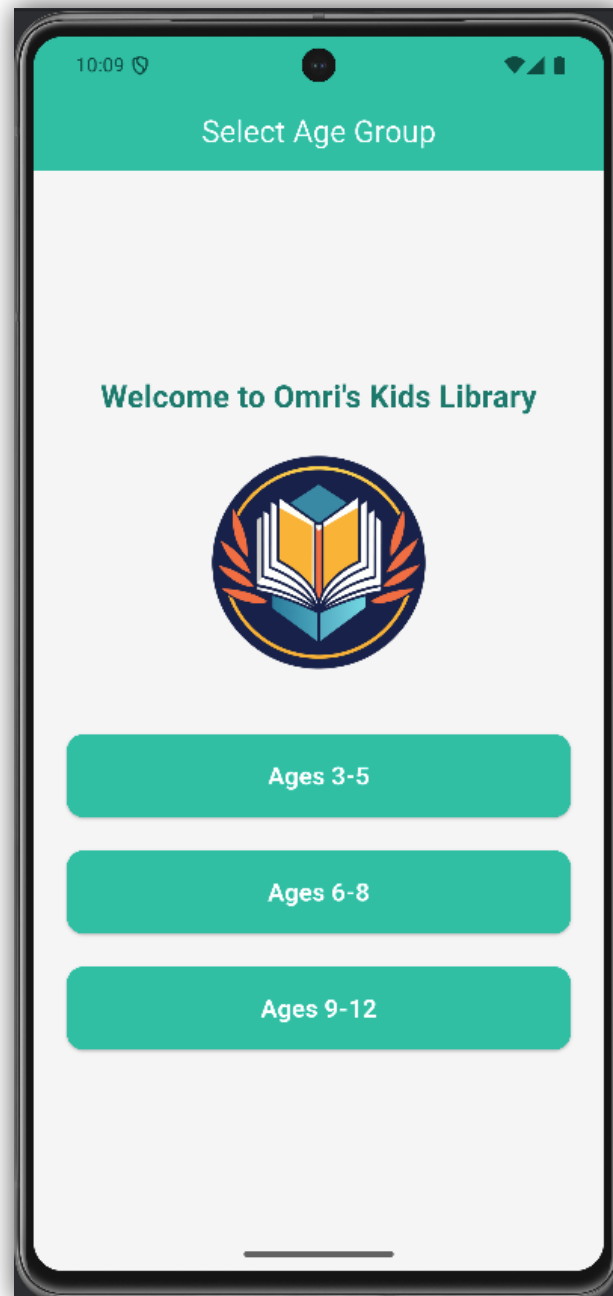 10:09
Select Age Group
Welcome to Omri's Kids Library
Ages 3-5
Ages 6-8
Ages 9-12